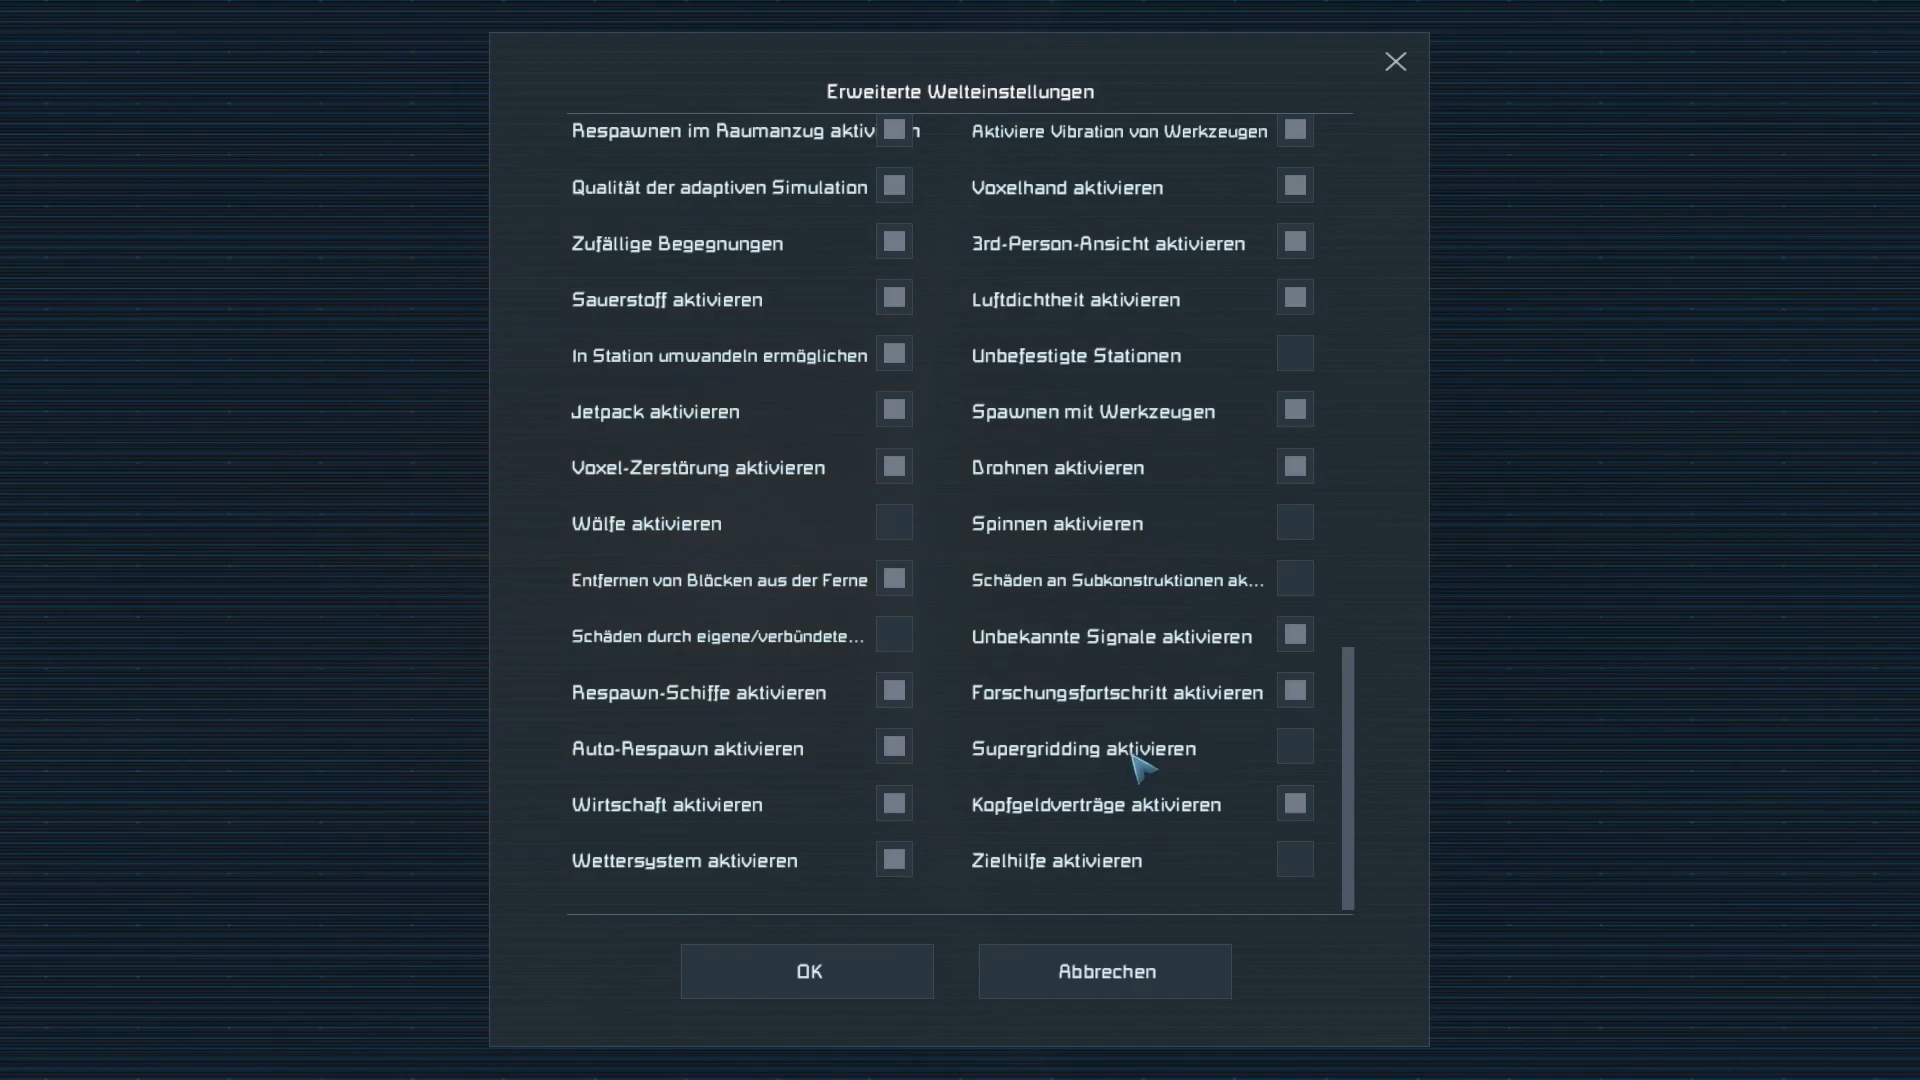 Erweiterte Welteinstellungen
Respawnen im Raumanzug aktiv
Aktiviere Vibration von Werkzeugen
Qualität der adaptiven Simulation
Voxelhand aktivieren
Zufällige Begegnungen
3rd-Person-Ansicht aktivieren
Sauerstoff aktivieren
Luftdichtheit aktivieren
In Station umwandeln ermöglichen
Unbefestigte Stationen
Jetpack aktivieren
Spawnen mit Werkzeugen
Voxel-Zerstörung aktivieren
Drohnen aktivieren
Wölfe aktivieren
Spinnen aktivieren
Entfernen von Blöcken aus der Ferne
Schäden an Subkonstruktionen ak...
Schäden durch eigene/verbündete...
Unbekannte Signale aktivieren
Respawn-Schiffe aktivieren
Forschungsfortschritt aktivieren
Auto-Respawn aktivieren
Supergridding aktivieren
Wirtschaft aktivieren
Kopfgeldverträge aktivieren
Wettersystem aktivieren
Zielhilfe aktivieren
OK
Abbrechen